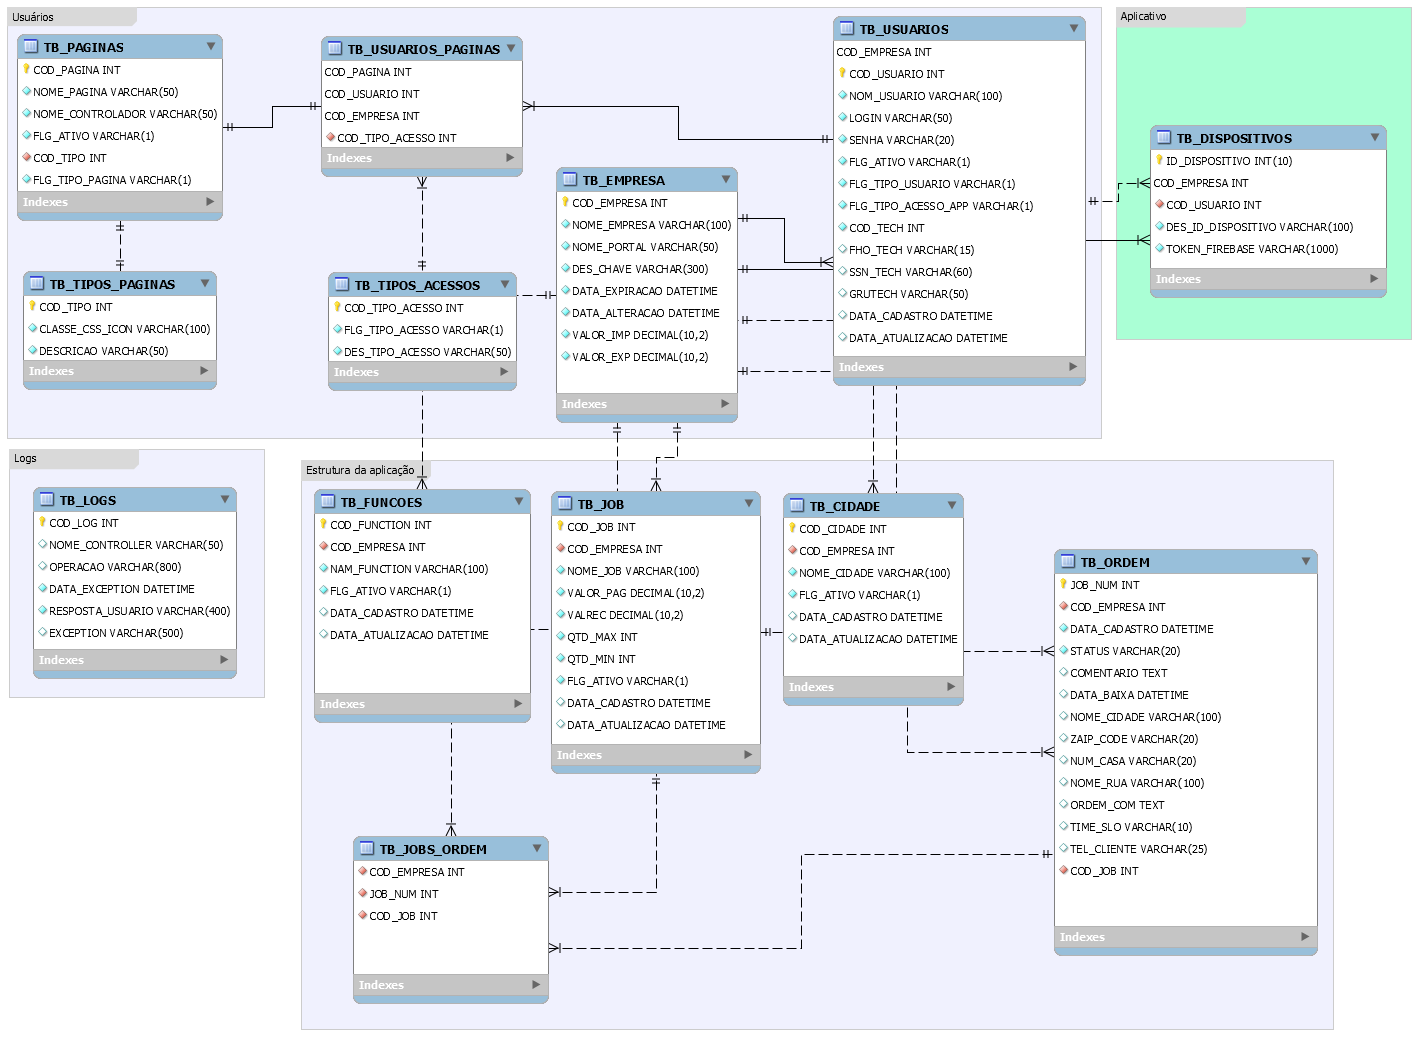 Usuários
TB_PAGINAS
COD_PAGINA INT
NOME_PAGINA VARCHAR(50)
NOME_CONTROLADOR VARCHAR(50)
FLG_ATIVO VARCHAR(1)
COD_TIPO INT
FLG_TIPO_PAGINA VARCHAR(1)
Indexes
TB_USUARIOS_PAGINAS
COD_PAGINA INT
COD_USUARIO INT
COD_EMPRESA INT
COD_TIPO_ACESSO INT
Indexes
TB_EMPRESA
COD_EMPRESA INT
NOME_EMPRESA VARCHAR(100)
NOME_PORTAL VARCHAR(50)
DES_CHAVE VARCHAR(300)
DATA_EXPIRACAO DATETIME
DATA_ALTERACAO DATETIME
VALOR_IMP DECIMAL(10,2)
VALOR_EXP DECIMAL(10,2)
Indexes
TB_USUARIOS
COD_EMPRESA INT
COD_USUARIO INT
NOM_USUARIO VARCHAR(100)
LOGIN VARCHAR(50)
SENHA VARCHAR(20)
FLG_ATIVO VARCHAR(1)
FLG_TIPO_USUARIO VARCHAR(1)
FLG_TIPO_ACESSO_APP VARCHAR(1)
COD_TECH INT
FHO_TECH VARCHAR(15)
SSN_TECH VARCHAR(60)
GRUTECH VARCHAR(50)
DATA_CADASTRO DATETIME
DATA_ATUALIZACAO DATETIME
Indexes
TB_TIPOS_PAGINAS
COD_TIPO INT
CLASSE_CSS_ICON VARCHAR(100)
DESCRICAO VARCHAR(50)
Indexes
TB_TIPOS_ACESSOS
COD_TIPO_ACESSO INT
FLG_TIPO_ACESSO VARCHAR(1)
DES_TIPO_ACESSO VARCHAR(50)
Indexes
Aplicativo
TB_DISPOSITIVOS
ID_DISPOSITIVO INT(10)
COD_EMPRESA INT
COD_USUARIO INT
DES_ID_DISPOSITIVO VARCHAR(100)
TOKEN_FIREBASE VARCHAR(1000)
Indexes
Logs
TB_LOGS
COD_LOG INT
NOME_CONTROLLER VARCHAR(50)
OPERACAO VARCHAR(800)
DATA_EXCEPTION DATETIME
RESPOSTA_USUARIO VARCHAR(400)
EXCEPTION VARCHAR(500)
Indexes
Estrutura da aplicação
TB_FUNCOES
COD_FUNCTION INT
COD_EMPRESA INT
NAM_FUNCTION VARCHAR(100)
FLG_ATIVO VARCHAR(1)
DATA_CADASTRO DATETIME
DATA_ATUALIZACAO DATETIME
Indexes
TB_JOB
COD_JOB INT
COD_EMPRESA INT
NOME_JOB VARCHAR(100)
VALOR_PAG DECIMAL(10,2)
VALREC DECIMAL(10,2)
QTD_MAX INT
QTD_MIN INT
FLG_ATIVO VARCHAR(1)
DATA_CADASTRO DATETIME
DATA_ATUALIZACAO DATETIME
Indexes
TB_CIDADE
COD_CIDADE INT
COD_EMPRESA INT
NOME_CIDADE VARCHAR(100)
FLG_ATIVO VARCHAR(1)
DATA_CADASTRO DATETIME
DATA_ATUALIZACAO DATETIME
Indexes
TB_ORDEM
JOB_NUM INT
COD_EMPRESA INT
DATA_CADASTRO DATETIME
STATUS VARCHAR(20)
COMENTARIO TEXT
DATA_BAIXA DATETIME
NOME_CIDADE VARCHAR(100)
ZAIP_CODE VARCHAR(20)
NUM_CASA VARCHAR(20)
NOME_RUA VARCHAR(100)
ORDEM_COM TEXT
TIME_SLO VARCHAR(10)
TEL_CLIENTE VARCHAR(25)
COD_JOB INT
Indexes
TB_JOBS_ORDEM
COD_EMPRESA INT
JOB_NUM INT
COD_JOB INT
Indexes